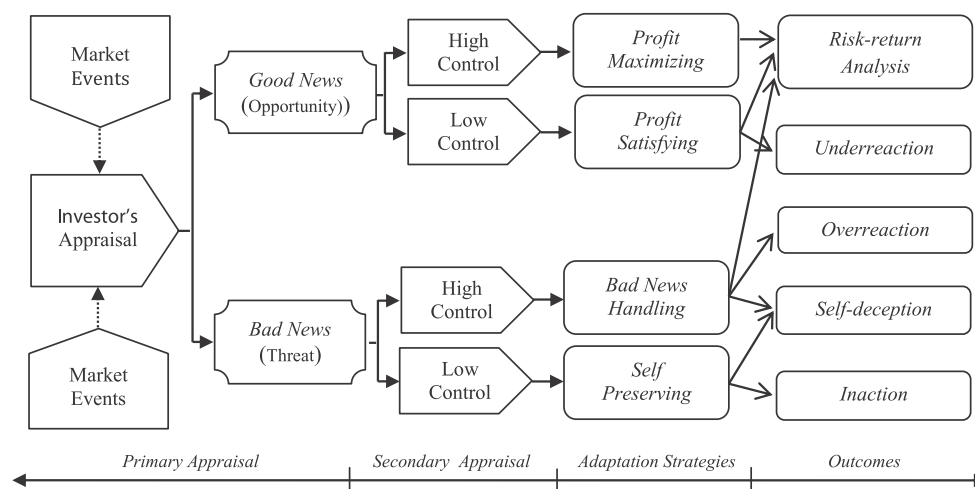 Market
Events
Investor's
Appraisal
Market
Events
Good News
(Opportunity))
Bad News
(Threat)
High
Control
Low
Control
High
Control
Low
Control
Profit
Maximizing
Profit
Satisfying
Bad News
Handling
Self
Preserving
Risk-return
Analysis
Underreaction
Overreaction
Self-deception
Inaction
Primary Appraisal
Secondary Appraisal
Adaptation Strategies
Outcomes